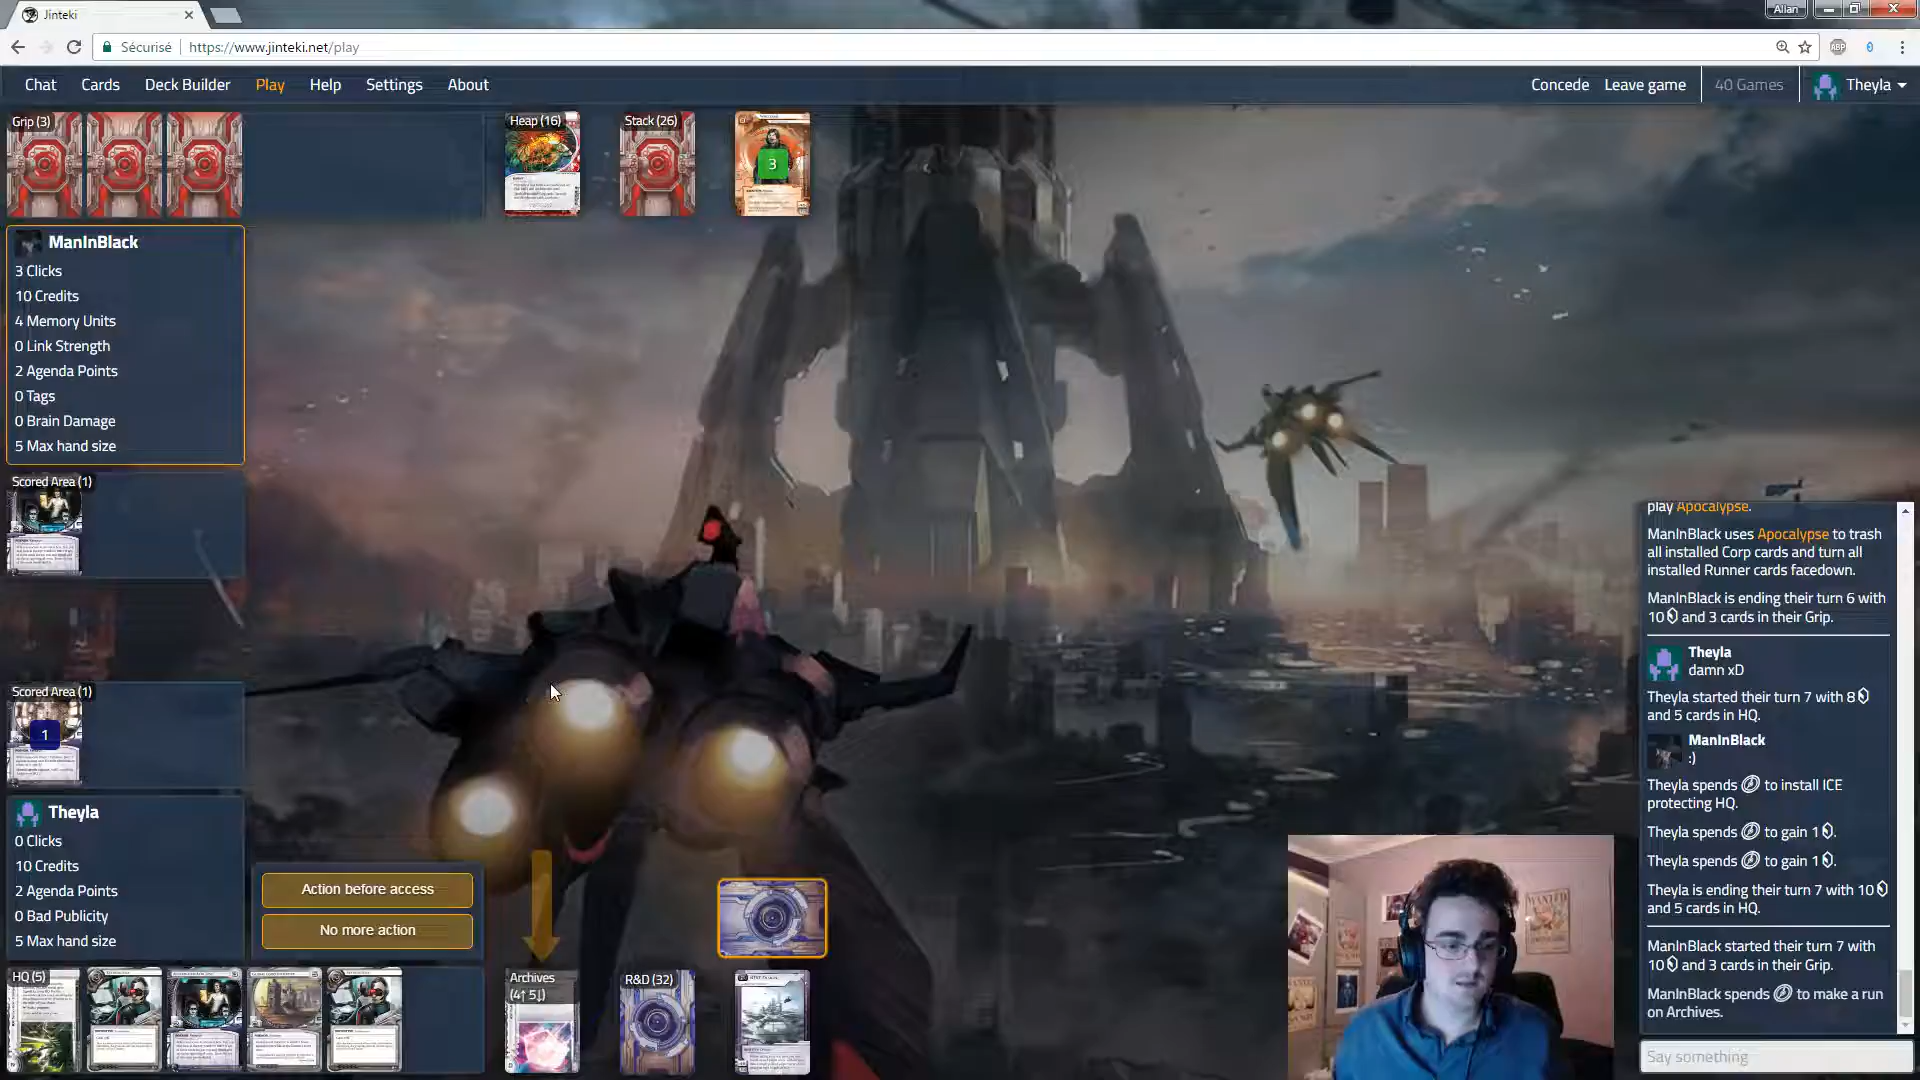 Jinteki
Allan
Sécurisé
https://www.jinteki.net/play
ABP
Chat
Cards
Deck Builder
Play
Help
Settings
About
Concede
Leave game
40 Games
Theyla
Grip (3)
Heap (16)
Stack (26)
3
ManInBlack
3 Clicks
10 Credits
4 Memory Units
0 Link Strength
2 Agenda Points
0 Tags
0 Brain Damage
5 Max hand size
Scored Area (1)
Scored Area (1)
1
Theyla
0 Clicks
10 Credits
2 Agenda Points
0 Bad Publicity
5 Max hand size
Action before access
No more action
HQ (5)
Archives
(4↑ 5↓)
R&D (32)
play Apocalypse.
ManInBlack uses Apocalypse to trash
all installed Corp cards and turn all
installed Runner cards facedown.
ManInBlack is ending their turn 6 with
10 and 3 cards in their Grip.
Theyla
damn xD
Theyla started their turn 7 with 8
and 5 cards in HQ.
ManInBlack
:)
Theyla spends to install ICE
protecting HQ.
Theyla spends to gain 1.
Theyla spends to gain 1.
Theyla is ending their turn 7 with 10
and 5 cards in HQ.
ManInBlack started their turn 7 with
10 and 3 cards in their Grip.
ManInBlack spends to make a run
on Archives.
Say something